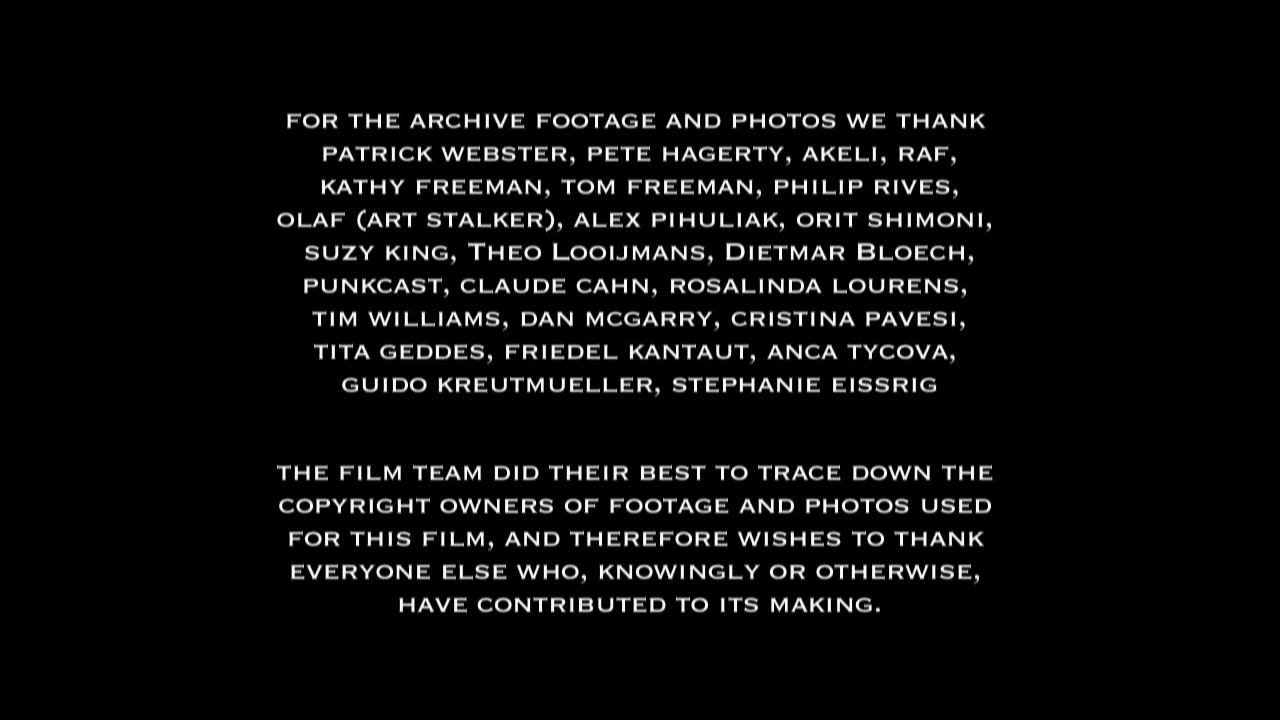 FOR THE ARCHIVE FOOTAGE AND PHOTOS WE THANK
PATRICK WEBSTER, PETE HAGERTY, AKELI, RAF,
KATHY FREEMAN, TOM FREEMAN, PHILIP RIVES,
OLAF (ART STALKER), ALEX PIHULIAK, ORIT SHIMONI,
SUZY KING, THEO LOOIJMANS, DIETMAR BLOECH,
PUNKCAST, CLAUDE CAHN, ROSALINDA LOURENS,
TIM WILLIAMS, DAN MCGARRY, CRISTINA PAVESI,
TITA GEDDES, FRIEDEL KANTAUT, ANCA TYCOVA,
GUIDO KREUTMUELLER, STEPHANIE EISSRIG
THE FILM TEAM DID THEIR BEST TO TRACE DOWN THE
COPYRIGHT OWNERS OF FOOTAGE AND PHOTOS USED
FOR THIS FILM, AND THEREFORE WISHES TO THANK
EVERYONE ELSE WHO, KNOWINGLY OR OTHERWISE,
HAVE CONTRIBUTED TO ITS MAKING.